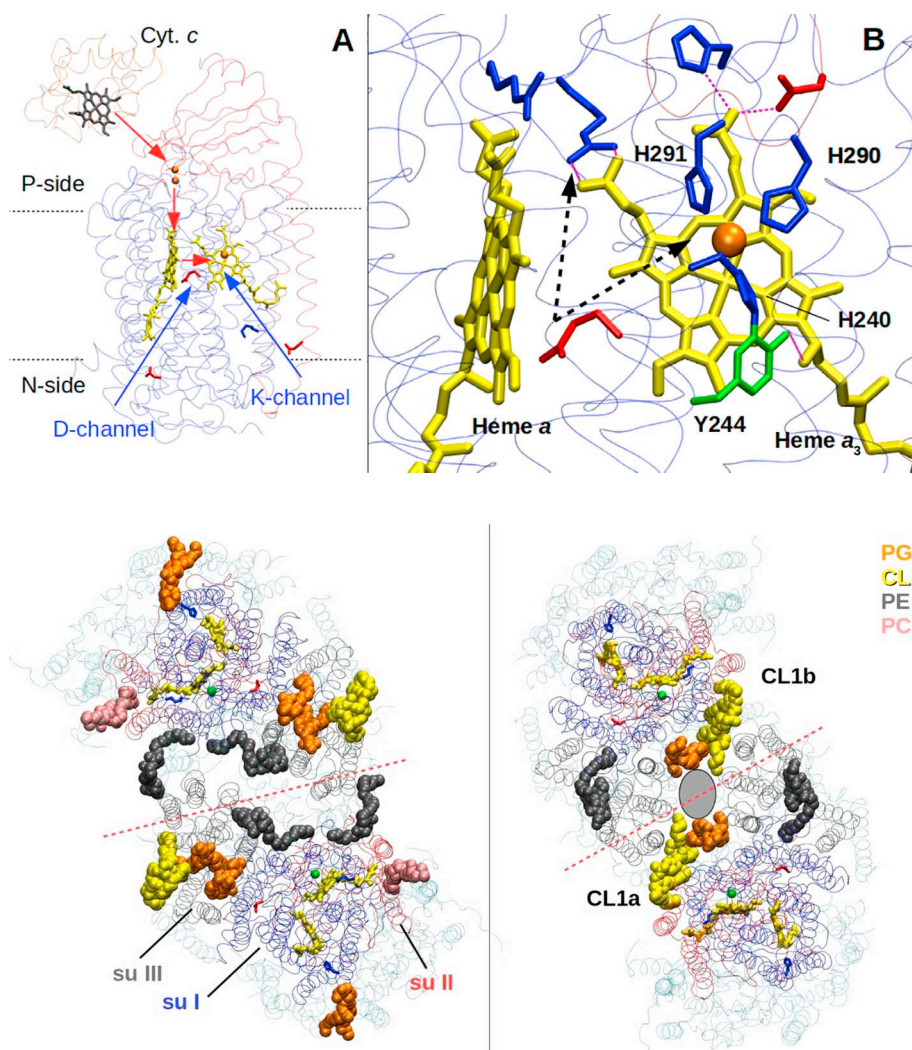 Cyt. c
A
P-side
N-side
D-channel
K-channel
B
H291
H290
H240
Y244
Heme a
Heme a3
PG
CL
PE
PC
CL1b
CL1a
su III
su I
su II